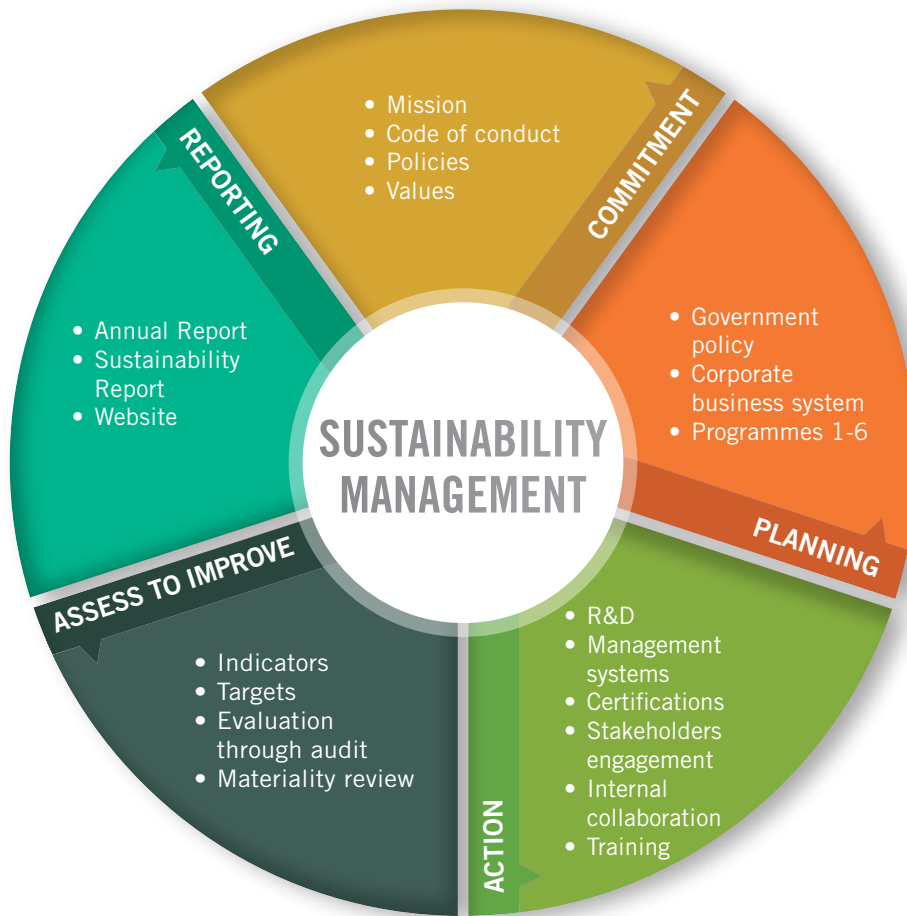 SUSTAINABILITY
MANAGEMENT
COMMITMENT
• Mission
• Code of conduct
• Policies
• Values
PLANNING
• Government
policy
• Corporate
business system
• Programmes 1-6
ACTION
• R&D
• Management
systems
• Certifications
• Stakeholders
engagement
• Internal
collaboration
• Training
ASSESS TO IMPROVE
• Indicators
• Targets
• Evaluation
through audit
• Materiality review
REPORTING
• Annual Report
• Sustainability
Report
• Website